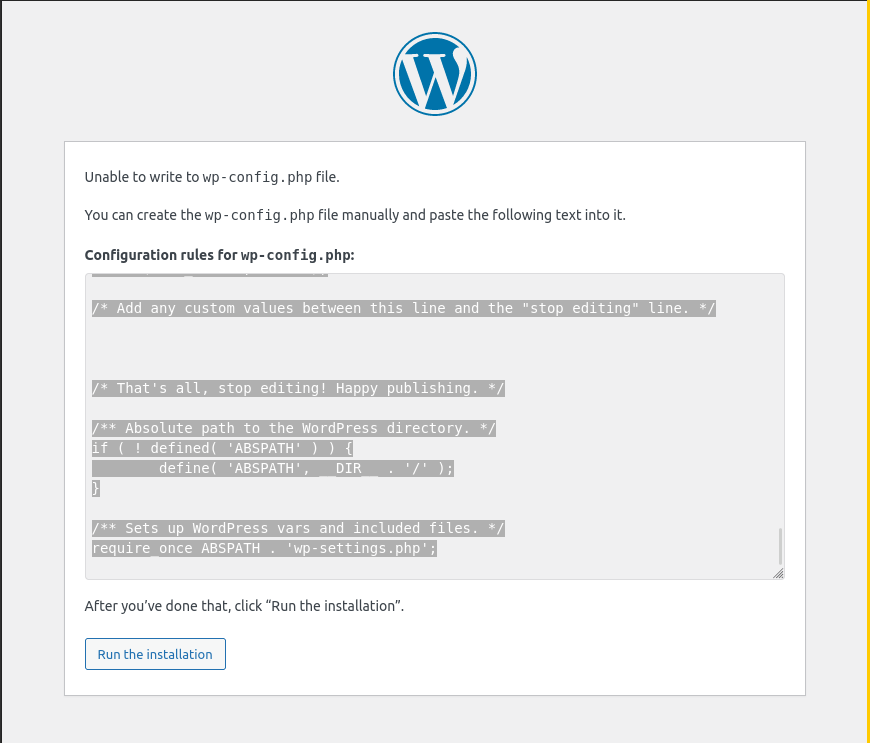 Unable to write to wp-config.php file.
You can create the wp-config.php file manually and paste the following text into it.
Configuration rules for wp-config.php:
/* Add any custom values between this line and the "stop editing" line. */
/* That's all, stop editing! Happy publishing. */
/** Absolute path to the WordPress directory. */
if ( ! defined( 'ABSPATH' ) ) {
	define( 'ABSPATH', __DIR__ . '/' );
}
/** Sets up WordPress vars and included files. */
require_once ABSPATH . 'wp-settings.php';
After you’ve done that, click “Run the installation”.
Run the installation